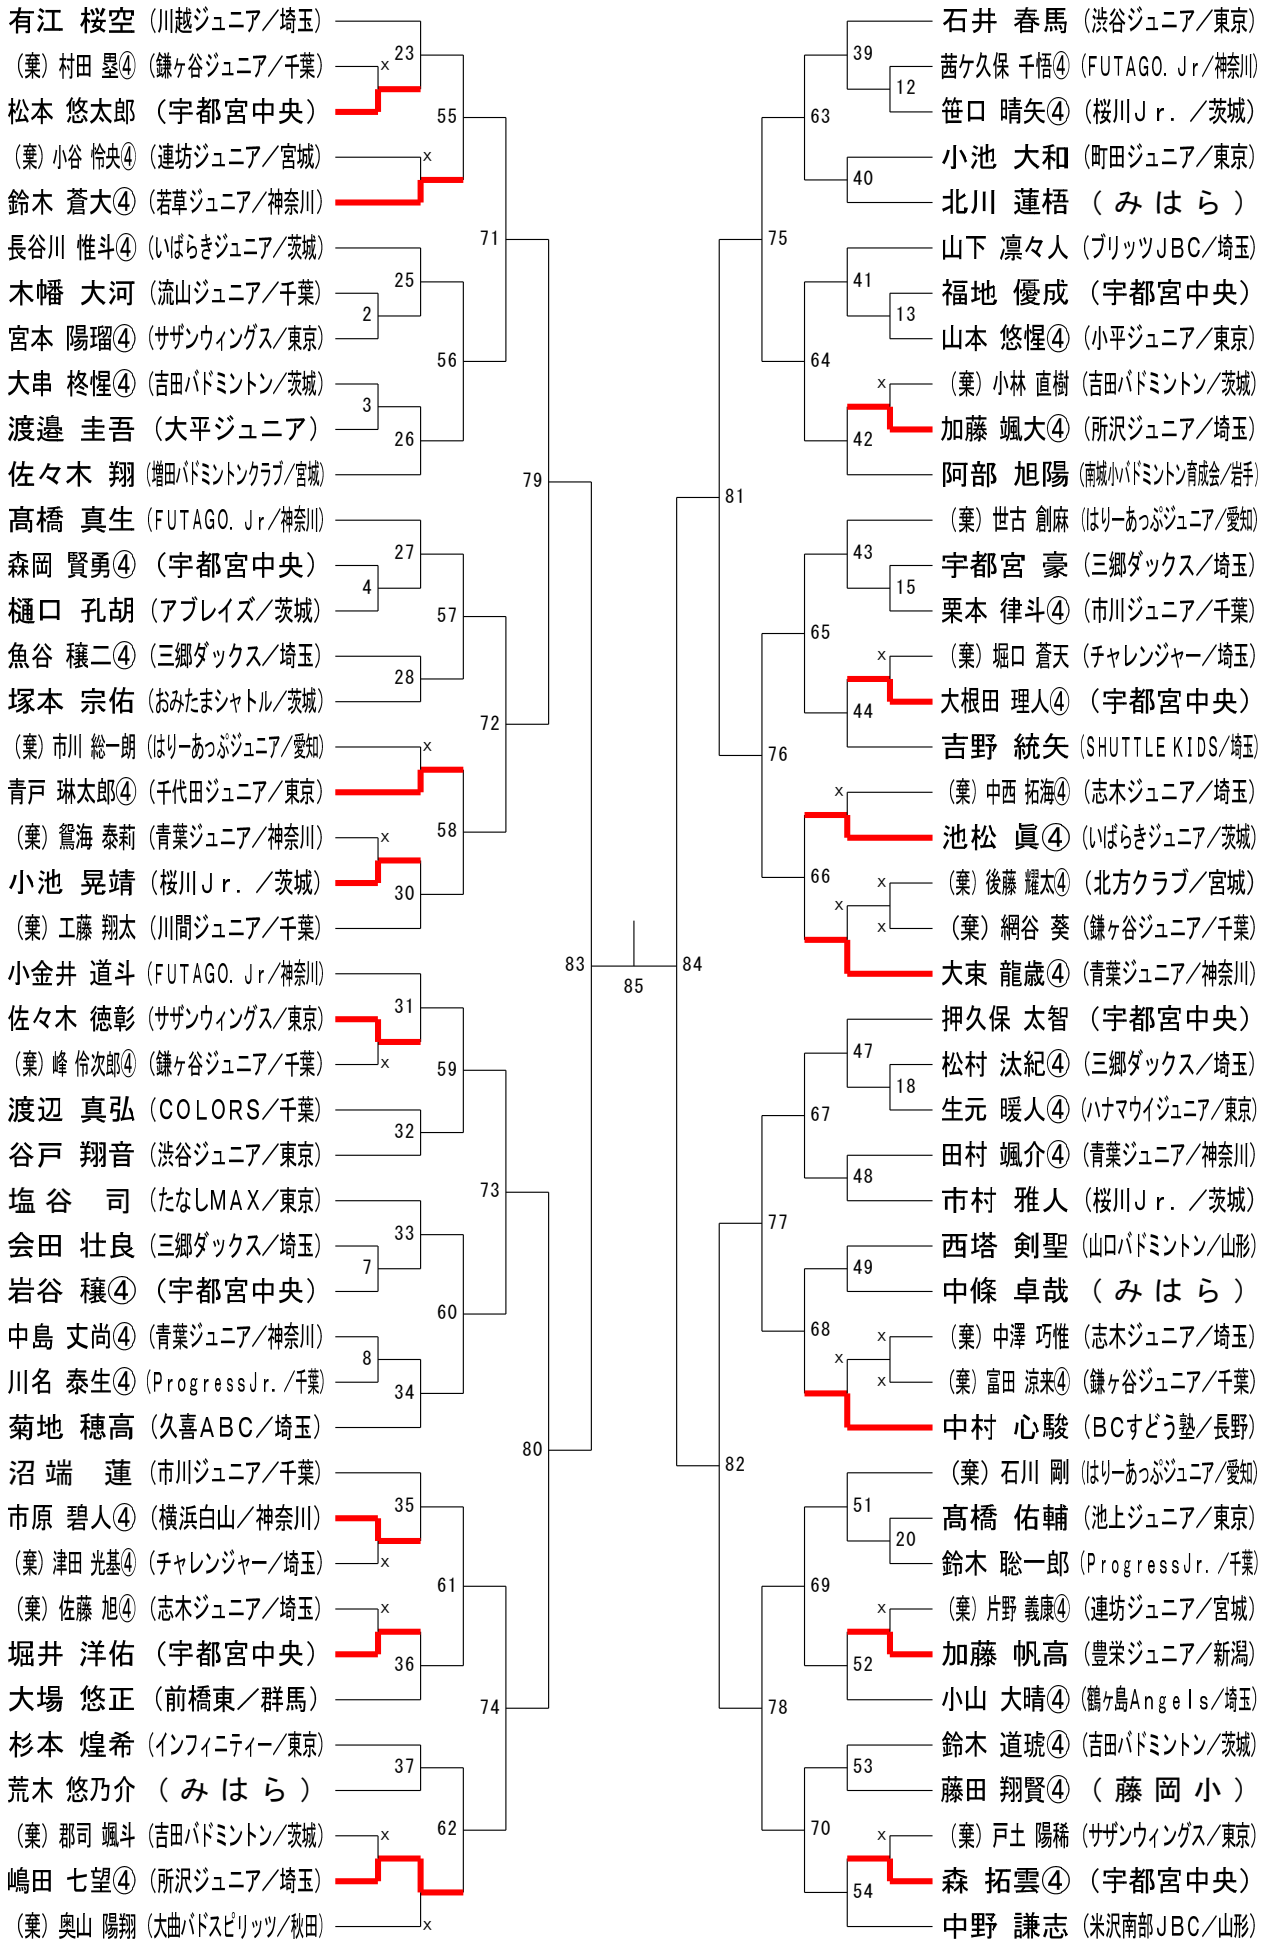 有江 桜空 (川越ジュニア／埼玉)
(棄) 村田 塁④ (鎌ヶ谷ジュニア／千葉)
松本 悠太郎 (宇都宮中央)
(棄) 小谷 怜央④ (連坊ジュニア／宮城)
鈴木 蒼大④ (若草ジュニア／神奈川)
長谷川 惟斗④ (いばらきジュニア／茨城)
木幡 大河 (流山ジュニア／千葉)
宮本 陽瑠④ (サザンウィングス／東京)
大串 柊惺④ (吉田バドミントン／茨城)
渡邉 圭吾 (大平ジュニア)
佐々木 翔 (増田バドミントンクラブ／宮城)
髙橋 真生 (FUTAGO. Jr／神奈川)
森岡 賢勇④ (宇都宮中央)
樋口 孔胡 (アブレイズ／茨城)
魚谷 穣二④ (三郷ダックス／埼玉)
塚本 宗佑 (おみたまシャトル／茨城)
(棄) 市川 総一朗 (はりーあっぷジュニア／愛知)
青戸 琳太郎④ (千代田ジュニア／東京)
(棄) 鴛海 泰莉 (青葉ジュニア／神奈川)
小池 晃靖 (桜川Jr. ／茨城)
(棄) 工藤 翔太 (川間ジュニア／千葉)
小金井 道斗 (FUTAGO. Jr／神奈川)
佐々木 徳彰 (サザンウィングス／東京)
(棄) 峰 伶次郎④ (鎌ヶ谷ジュニア／千葉)
渡辺 真弘 (COLORS／千葉)
谷戸 翔音 (渋谷ジュニア／東京)
塩谷 司 (たなしMAX／東京)
会田 壮良 (三郷ダックス／埼玉)
岩谷 穣④ (宇都宮中央)
中島 丈尚④ (青葉ジュニア／神奈川)
川名 泰生④ (ProgressJr. ／千葉)
菊地 穂高 (久喜ABC／埼玉)
沼端 蓮 (市川ジュニア／千葉)
市原 碧人④ (横浜白山／神奈川)
(棄) 津田 光基④ (チャレンジャー／埼玉)
(棄) 佐藤 旭④ (志木ジュニア／埼玉)
堀井 洋佑 (宇都宮中央)
大場 悠正 (前橋東／群馬)
杉本 煌希 (インフィニティー／東京)
荒木 悠乃介 (みはら)
(棄) 郡司 颯斗 (吉田バドミントン／茨城)
嶋田 七望④ (所沢ジュニア／埼玉)
(棄) 奥山 陽翔 (大曲バドスピリッツ／秋田)
x
23
55
x
71
25
2
56
3
26
79
27
4
57
28
72
x
58
x
30
83
31
x
59
32
73
33
7
60
8
34
80
35
x
61
x
36
74
37
x
62
x
85
84
39
12
63
40
75
41
13
64
x
42
81
43
15
65
x
44
76
x
66
x
x
x
47
18
67
48
77
49
68
x
x
x
82
51
20
69
x
52
78
53
70
x
54
石井 春馬 (渋谷ジュニア／東京)
茜ケ久保 千悟④ (FUTAGO. Jr／神奈川)
笹口 晴矢④ (桜川Jr. ／茨城)
小池 大和 (町田ジュニア／東京)
北川 蓮梧 (みはら)
山下 凛々人 (ブリッツJBC／埼玉)
福地 優成 (宇都宮中央)
山本 悠惺④ (小平ジュニア／東京)
(棄) 小林 直樹 (吉田バドミントン／茨城)
加藤 颯大④ (所沢ジュニア／埼玉)
阿部 旭陽 (南城小バドミントン育成会／岩手)
(棄) 世古 創麻 (はりーあっぷジュニア／愛知)
宇都宮 豪 (三郷ダックス／埼玉)
栗本 律斗④ (市川ジュニア／千葉)
(棄) 堀口 蒼天 (チャレンジャー／埼玉)
大根田 理人④ (宇都宮中央)
吉野 統矢 (SHUTTLE KIDS／埼玉)
(棄) 中西 拓海④ (志木ジュニア／埼玉)
池松 眞④ (いばらきジュニア／茨城)
(棄) 後藤 耀太④ (北方クラブ／宮城)
(棄) 網谷 葵 (鎌ヶ谷ジュニア／千葉)
大東 龍歳④ (青葉ジュニア／神奈川)
押久保 太智 (宇都宮中央)
松村 汰紀④ (三郷ダックス／埼玉)
生元 暖人④ (ハナマウイジュニア／東京)
田村 颯介④ (青葉ジュニア／神奈川)
市村 雅人 (桜川Jr. ／茨城)
西塔 剣聖 (山口バドミントン／山形)
中條 卓哉 (みはら)
(棄) 中澤 巧惟 (志木ジュニア／埼玉)
(棄) 富田 涼来④ (鎌ヶ谷ジュニア／千葉)
中村 心駿 (BCすどう塾／長野)
(棄) 石川 剛 (はりーあっぷジュニア／愛知)
髙橋 佑輔 (池上ジュニア／東京)
鈴木 聡一郎 (ProgressJr. ／千葉)
(棄) 片野 義康④ (連坊ジュニア／宮城)
加藤 帆高 (豊栄ジュニア／新潟)
小山 大晴④ (鶴ヶ島Angels／埼玉)
鈴木 道琥④ (吉田バドミントン／茨城)
藤田 翔賢④ (藤岡小)
(棄) 戸土 陽稀 (サザンウィングス／東京)
森 拓雲④ (宇都宮中央)
中野 謙志 (米沢南部JBC／山形)